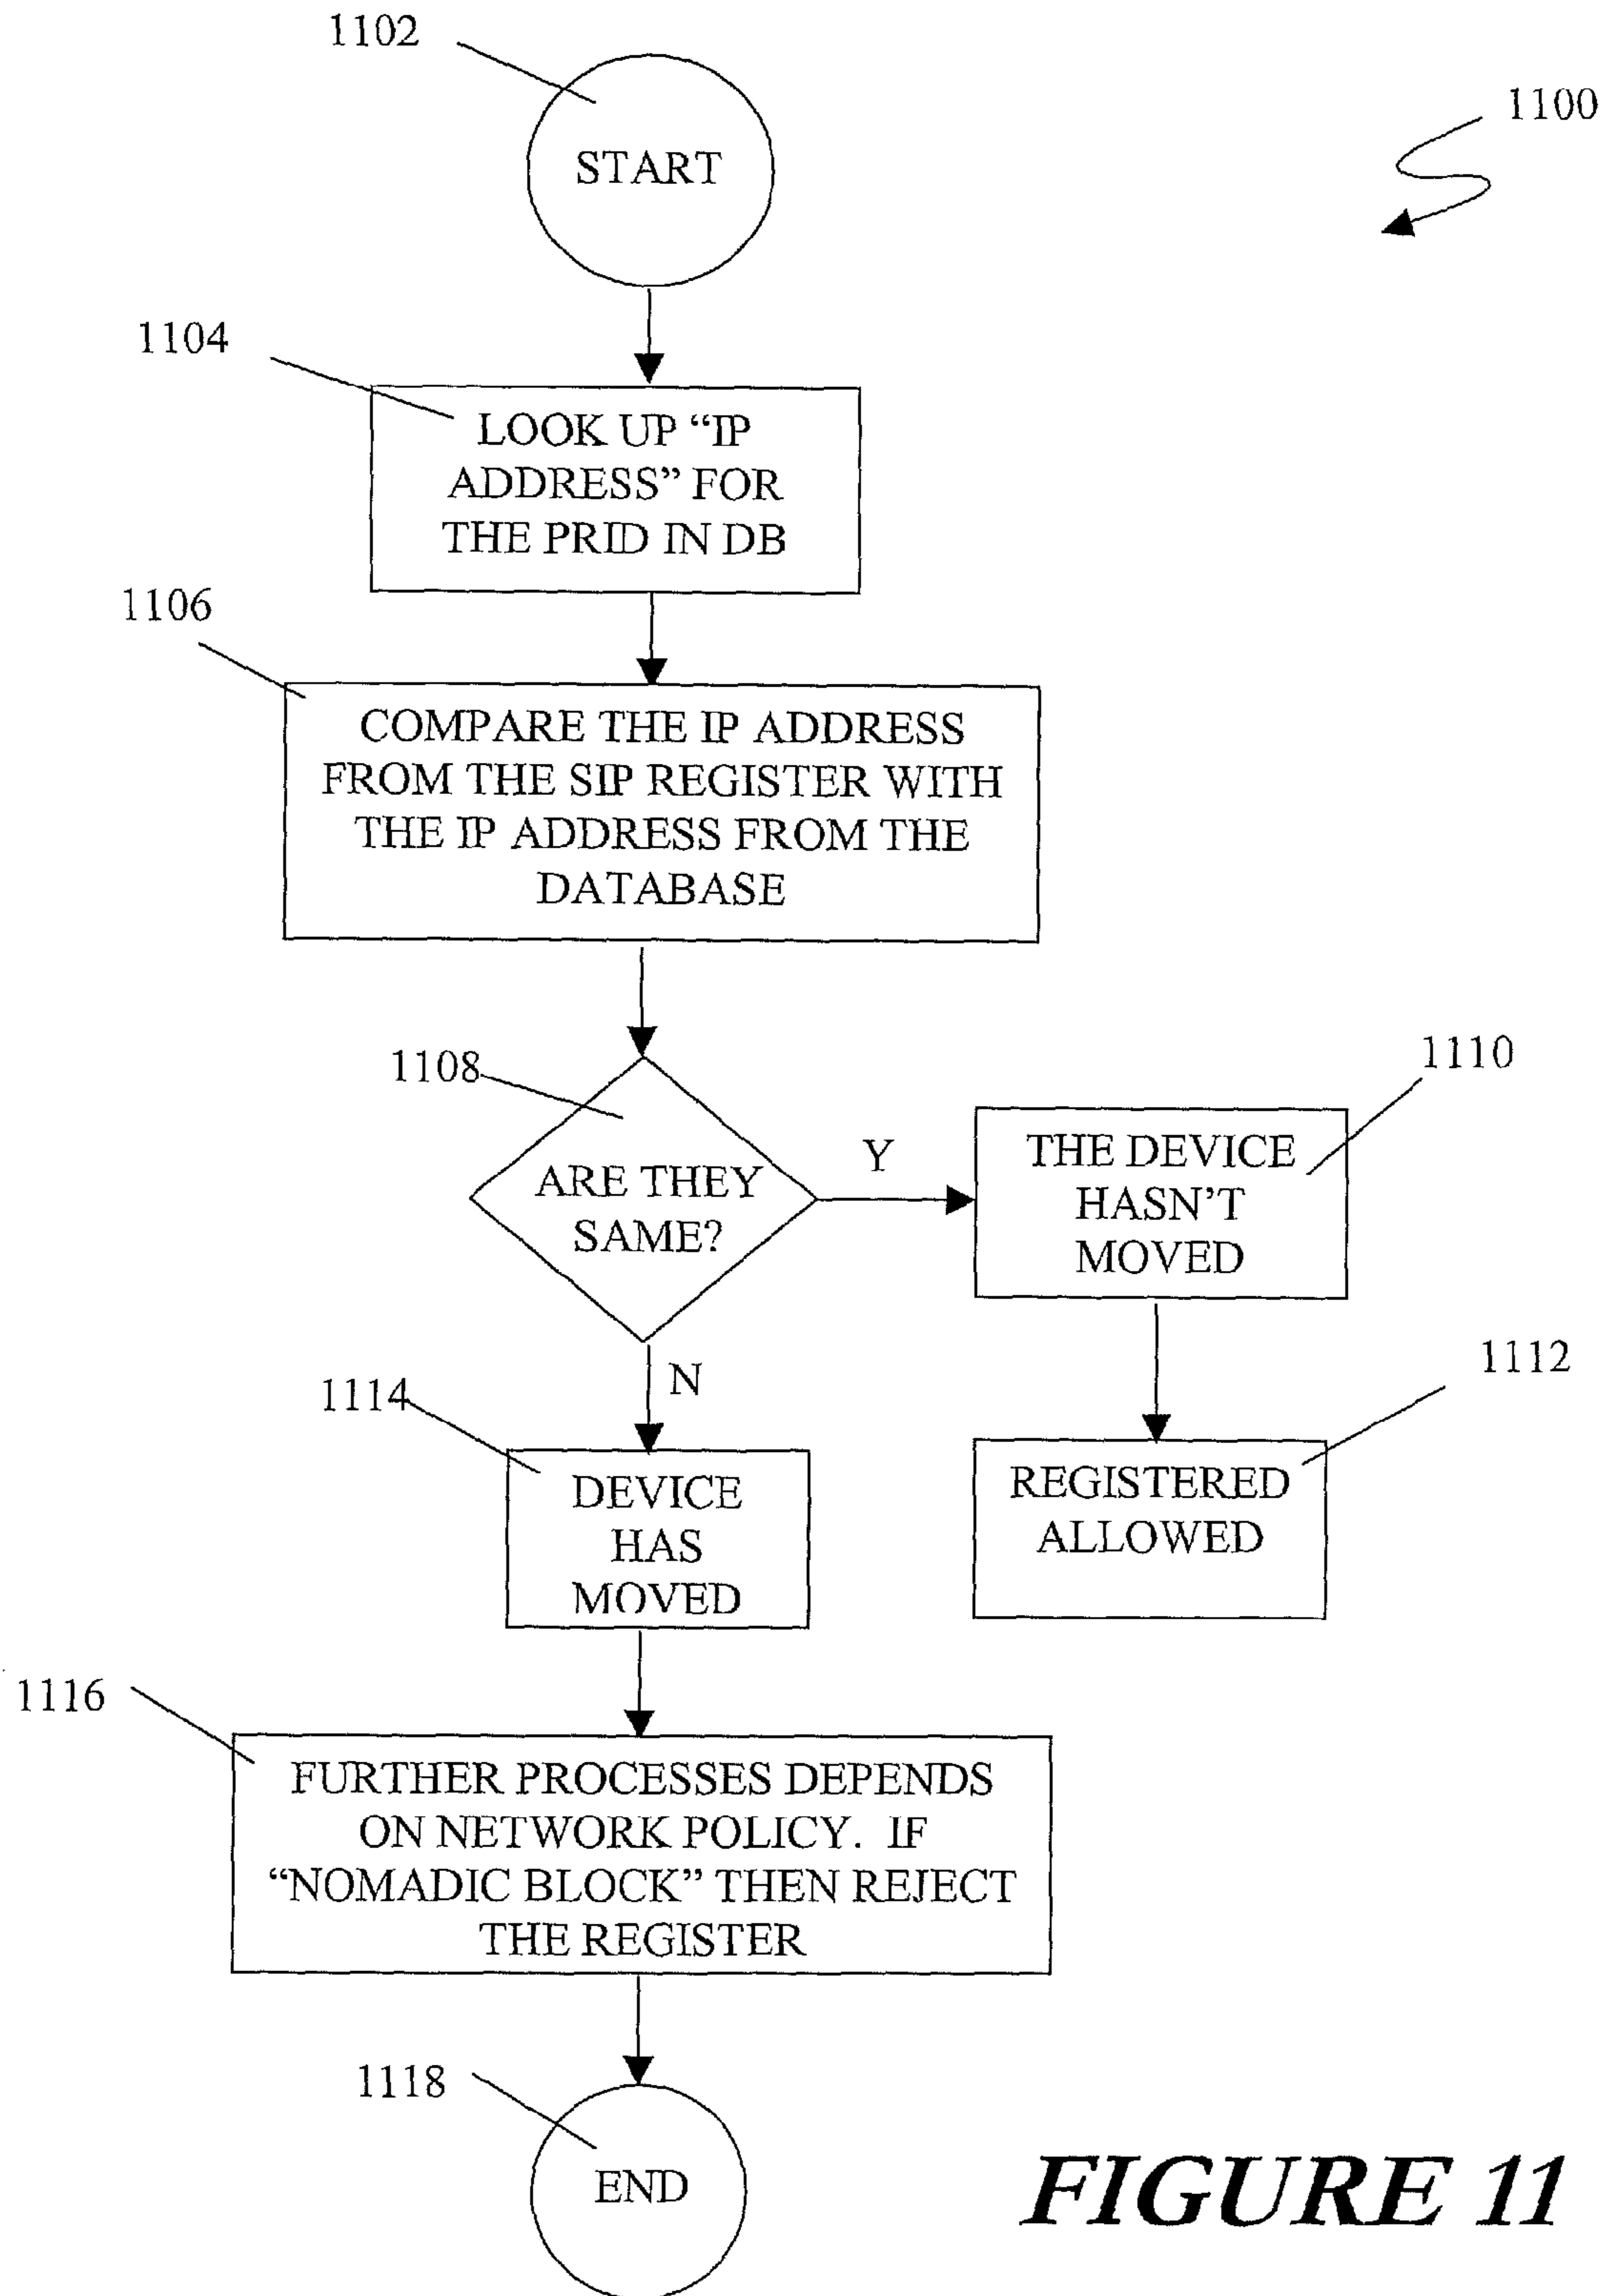 1102
1100
START
1104
LOOK UP “IP
ADDRESS” FOR
THE PRID IN DB
1106
COMPARE THE IP ADDRESS
FROM THE SIP REGISTER WITH
THE IP ADDRESS FROM THE
DATABASE
1108
ARE THEY
SAME?
Y
1110
THE DEVICE
HASN’T
MOVED
N
1112
REGISTERED
ALLOWED
1114
DEVICE
HAS
MOVED
1116
FURTHER PROCESSES DEPENDS
ON NETWORK POLICY. IF
“NOMADIC BLOCK” THEN REJECT
THE REGISTER
1118
END
FIGURE 11